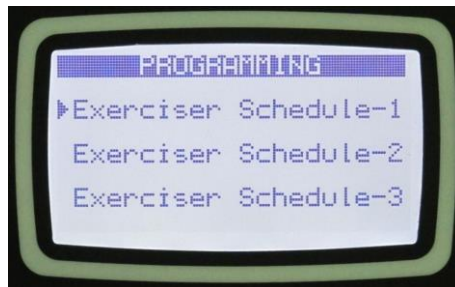 PROGRAMMING
Exerciser Schedule-1
Exerciser Schedule-2
Exerciser Schedule-3